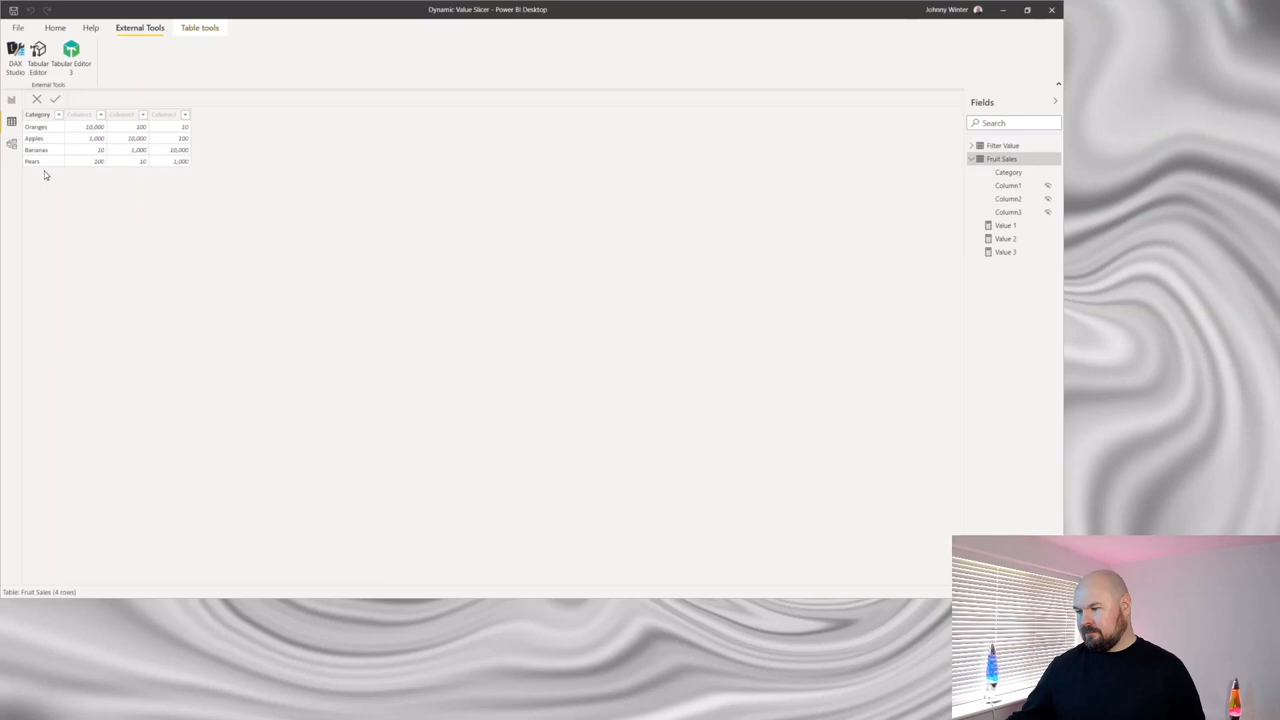 Dynamic Value Slicer - Power BI Desktop
Johnny Winter
File Home Help External Tools Table tools
DAX Studio
Tabular Editor
Tabular Editor 3
External Tools
Category Column1 Column2 Column3
Oranges 10,000 100 10
Apples 1,000 10,000 100
Bananas 10 1,000 10,000
Pears 100 10 1,000
Fields
Search
Filter Value
Fruit Sales
Category
Column1
Column2
Column3
Value 1
Value 2
Value 3
Table: Fruit Sales (4 rows)